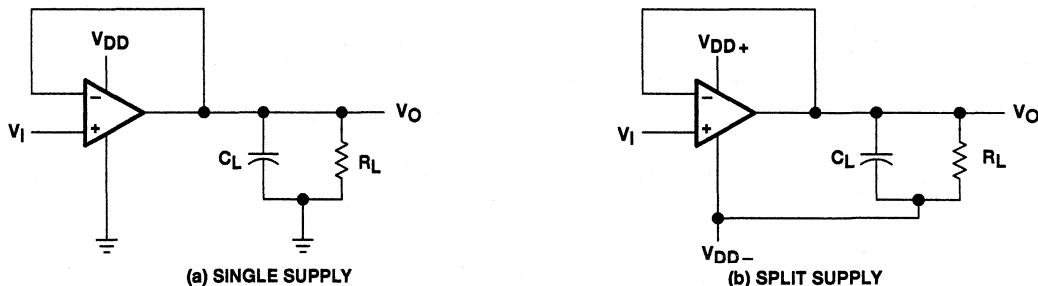 VDD
−
+
VI
VO
CL
RL
(a) SINGLE SUPPLY
VDD+
−
+
VI
VO
CL
RL
VDD−
(b) SPLIT SUPPLY